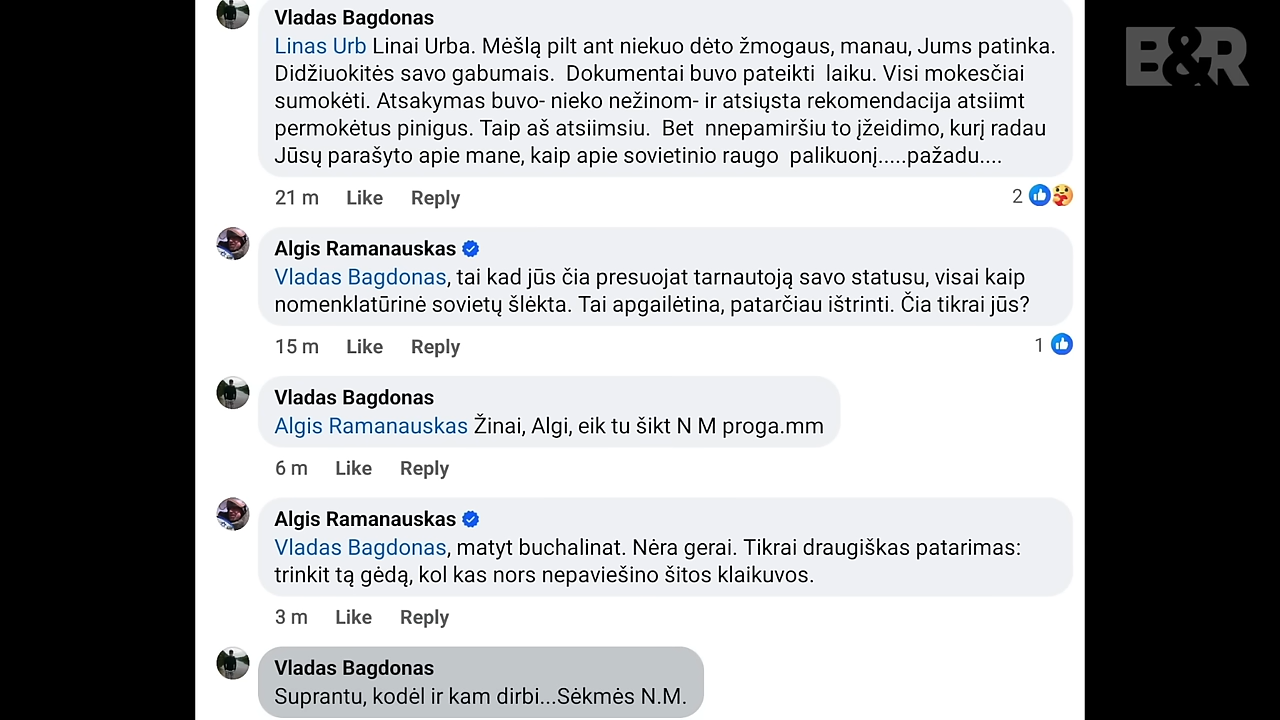 B&R
Vladas Bagdonas
Linas Urb Linai Urba. Mėšlą pilt ant niekuo dėto žmogaus, manau, Jums patinka.
Didžiuokitės savo gabumais.  Dokumentai buvo pateikti  laiku. Visi mokesčiai
sumokėti. Atsakymas buvo- nieko nežinom- ir atsiųsta rekomendacija atsiimt
permokėtus pinigus. Taip aš atsiimsiu.  Bet  nnepamiršiu to įžeidimo, kurį radau
Jūsų parašyto apie mane, kaip apie sovietinio raugo  palikuonį.....pažadu....
21 m Like Reply 2
Algis Ramanauskas
Vladas Bagdonas, tai kad jūs čia presuojat tarnautoją savo statusu, visai kaip
nomenklatūrinė sovietų šlėkta. Tai apgailėtina, patarčiau ištrinti. Čia tikrai jūs?
15 m Like Reply 1
Vladas Bagdonas
Algis Ramanauskas Žinai, Algi, eik tu šikt N M proga.mm
6 m Like Reply
Algis Ramanauskas
Vladas Bagdonas, matyt buchalinat. Nėra gerai. Tikrai draugiškas patarimas:
trinkit tą gėdą, kol kas nors nepaviešino šitos klaikuvos.
3 m Like Reply
Vladas Bagdonas
Suprantu, kodėl ir kam dirbi...Sėkmės N.M.